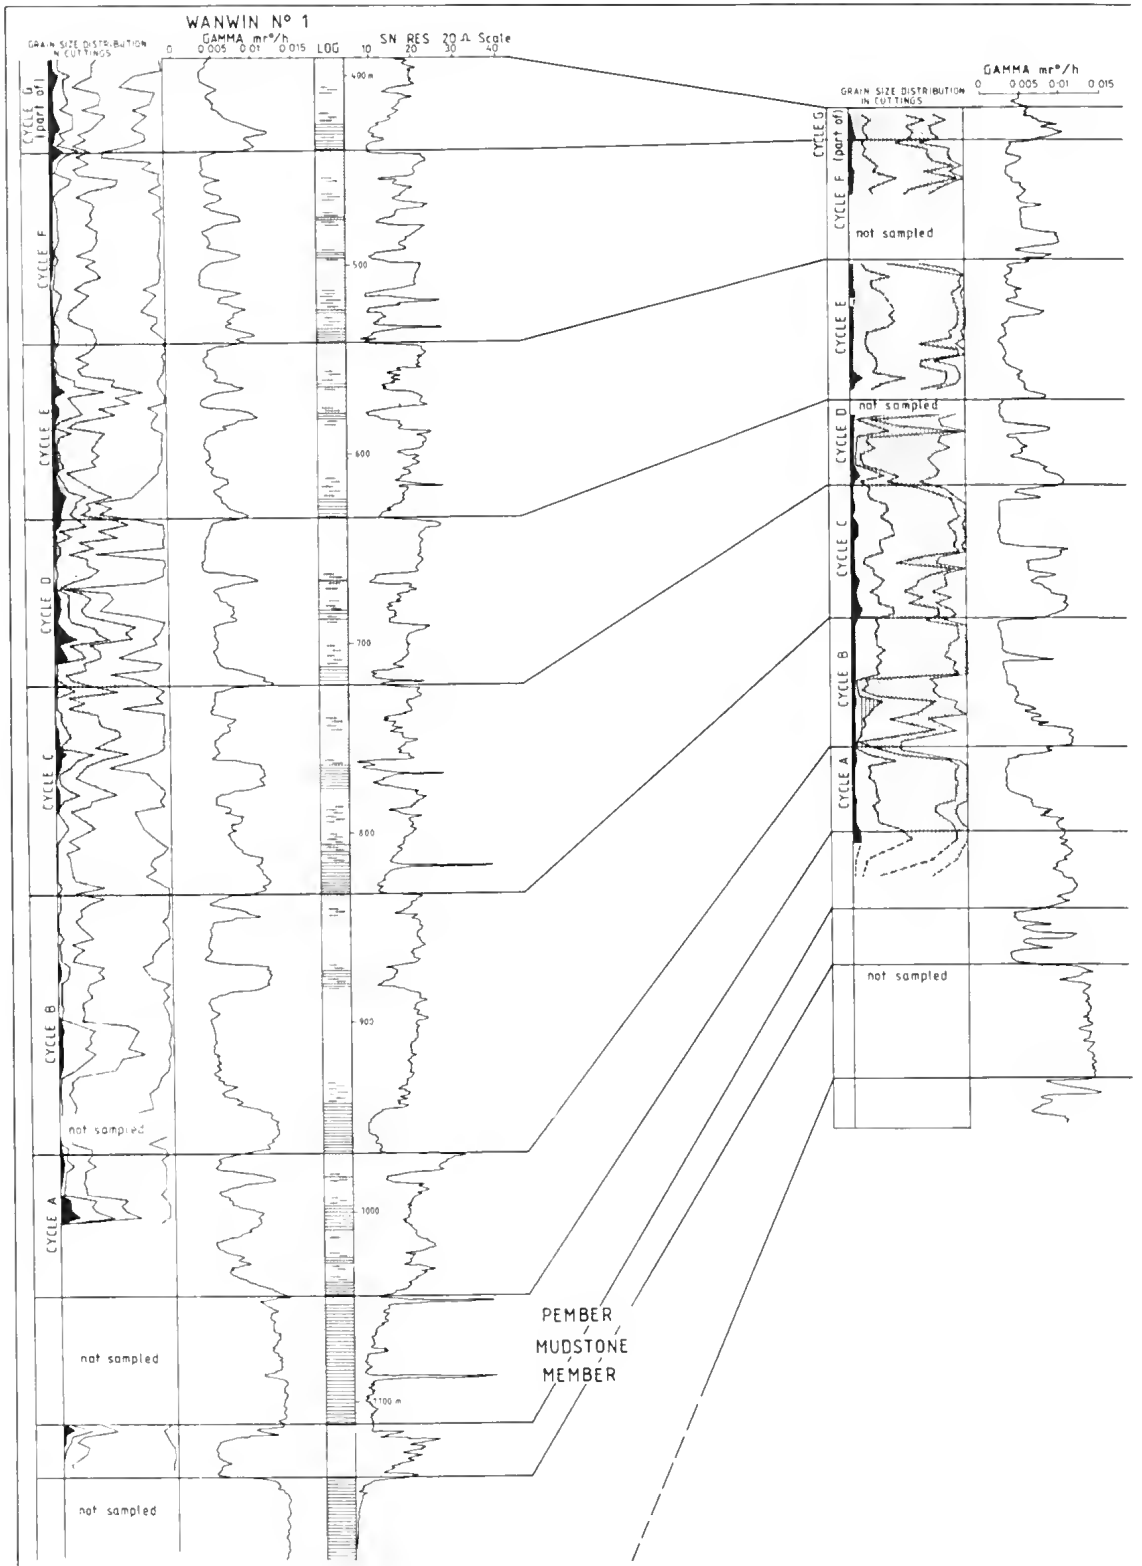 WANWIN Nº 1
GRAIN SIZE DISTRIBUTION
IN CUTTINGS
GAMMA mrº/h
0 0.005 0.01 0.015
LOG
SN RES 20 Ω Scale
10 20 30 40
CYCLE G
(part of)
CYCLE F
CYCLE E
CYCLE D
CYCLE C
CYCLE B
not sampled
CYCLE A
not sampled
not sampled
400m
500
600
700
800
900
1000
1100 m
PEMBER
MUDSTONE
MEMBER
GRAIN SIZE DISTRIBUTION
IN CUTTINGS
GAMMA mrº/h
0 0.005 0.01 0.015
CYCLE G
(part of)
CYCLE F
not sampled
CYCLE E
not sampled
CYCLE D
CYCLE C
CYCLE B
CYCLE A
not sampled